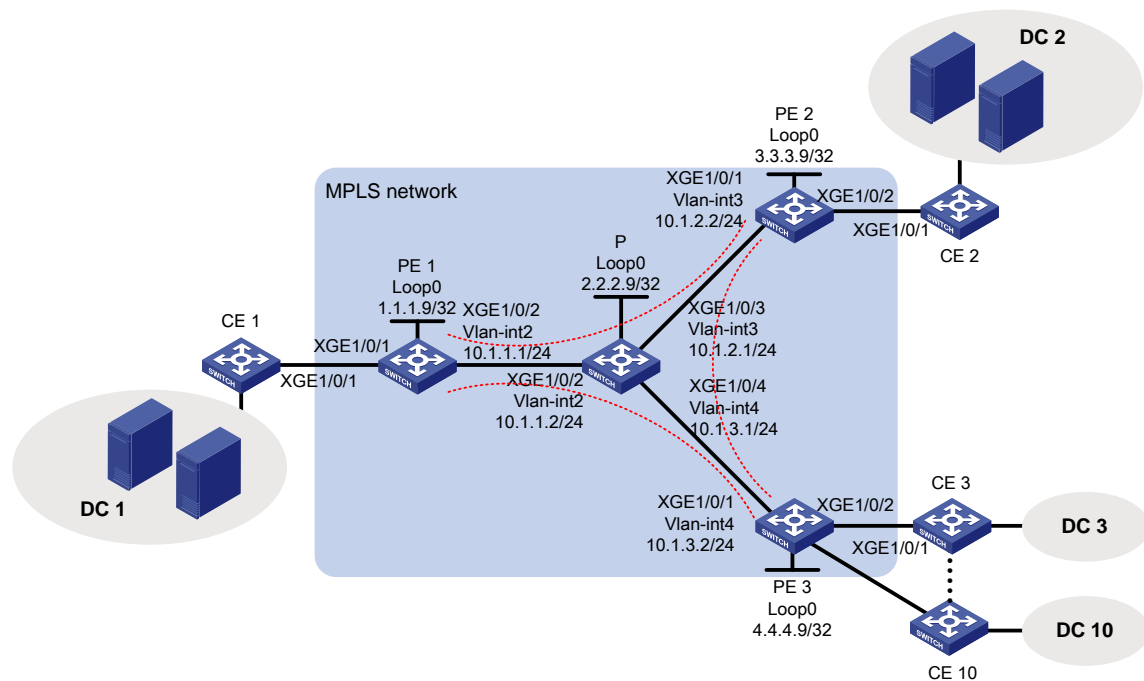 DC 2
PE 2
Loop0
3.3.3.9/32
MPLS network
XGE1/0/1
Vlan-int3
10.1.2.2/24
XGE1/0/2
XGE1/0/1
SWITCH
SWITCH
CE 2
P
Loop0
2.2.2.9/32
PE 1
Loop0
1.1.1.9/32
XGE1/0/2
Vlan-int2
10.1.1.1/24
XGE1/0/3
Vlan-int3
10.1.2.1/24
CE 1
XGE1/0/1
XGE1/0/1
SWITCH
SWITCH
SWITCH
XGE1/0/2
Vlan-int2
10.1.1.2/24
XGE1/0/4
Vlan-int4
10.1.3.1/24
DC 1
XGE1/0/1
Vlan-int4
10.1.3.2/24
XGE1/0/2
XGE1/0/1
CE 3
SWITCH
SWITCH
DC 3
PE 3
Loop0
4.4.4.9/32
SWITCH
DC 10
CE 10